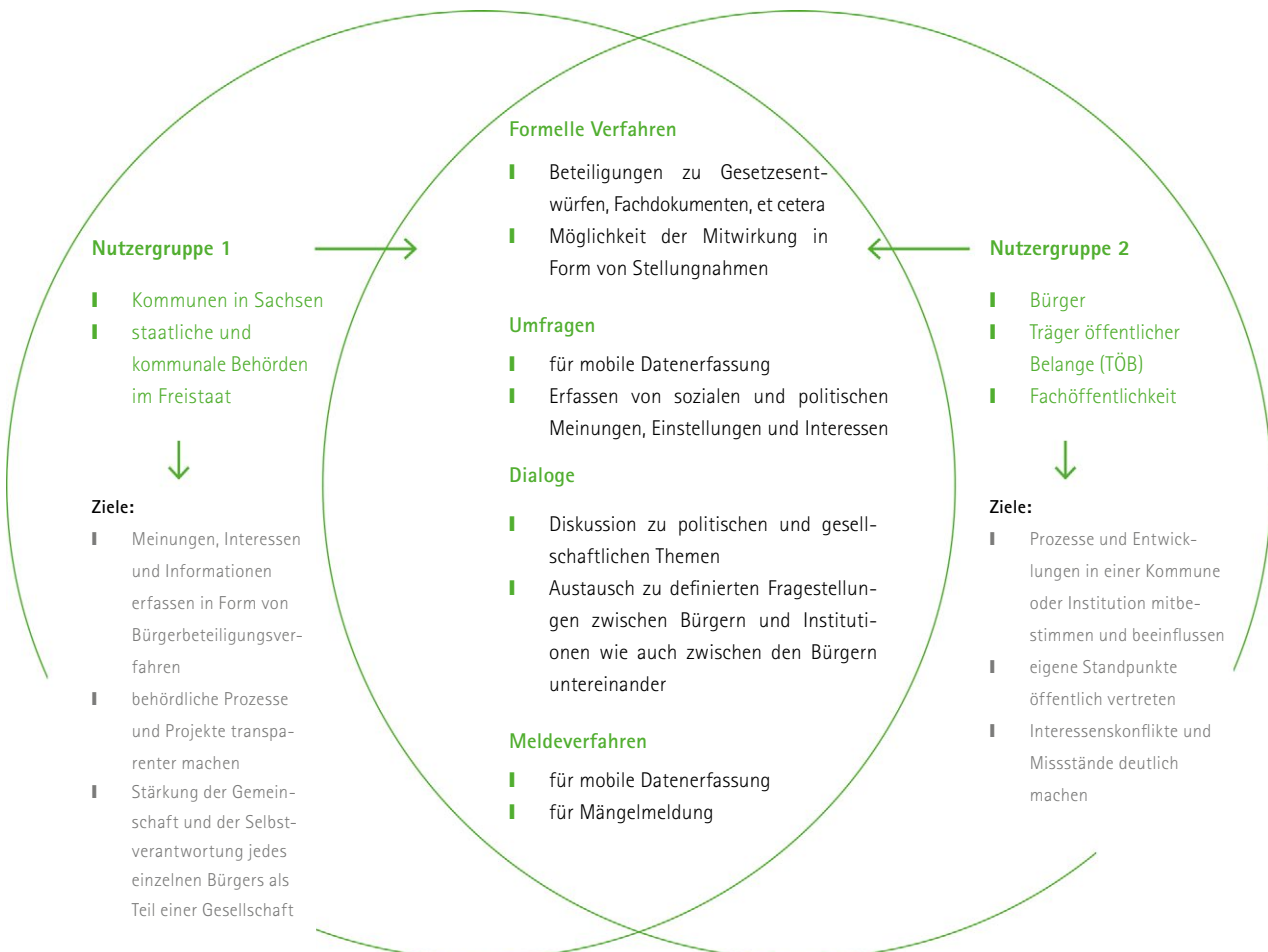 Nutzergruppe 1
Kommunen in Sachsen
staatliche und
kommunale Behörden
im Freistaat
Ziele:
Meinungen, Interessen
und Informationen
erfassen in Form von
Bürgerbeteiligungsver-
fahren
behördliche Prozesse
und Projekte transpa-
renter machen
Stärkung der Gemein-
schaft und der Selbst-
verantwortung jedes
einzelnen Bürgers als
Teil einer Gesellschaft
Formelle Verfahren
Beteiligungen zu Gesetzesent-
würfen, Fachdokumenten, et cetera
Möglichkeit der Mitwirkung in
Form von Stellungnahmen
Umfragen
für mobile Datenerfassung
Erfassen von sozialen und politischen
Meinungen, Einstellungen und Interessen
Dialoge
Diskussion zu politischen und gesell-
schaftlichen Themen
Austausch zu definierten Fragestellun-
gen zwischen Bürgern und Instituti-
onen wie auch zwischen den Bürgern
untereinander
Meldeverfahren
für mobile Datenerfassung
für Mängelmeldung
Nutzergruppe 2
Bürger
Träger öffentlicher
Belange (TÖB)
Fachöffentlichkeit
Ziele:
Prozesse und Entwick-
lungen in einer Kommune
oder Institution mitbe-
stimmen und beeinflussen
eigene Standpunkte
öffentlich vertreten
Interessenskonflikte und
Missstände deutlich
machen